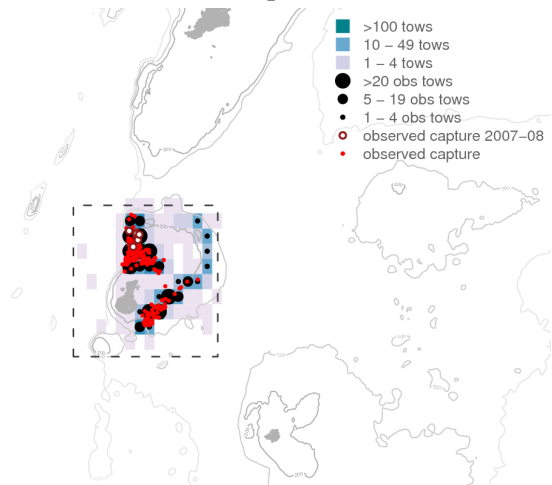 >100 tows
10 − 49 tows
1 − 4 tows
>20 obs tows
5 − 19 obs tows
1 − 4 obs tows
observed capture 2007−08
observed capture